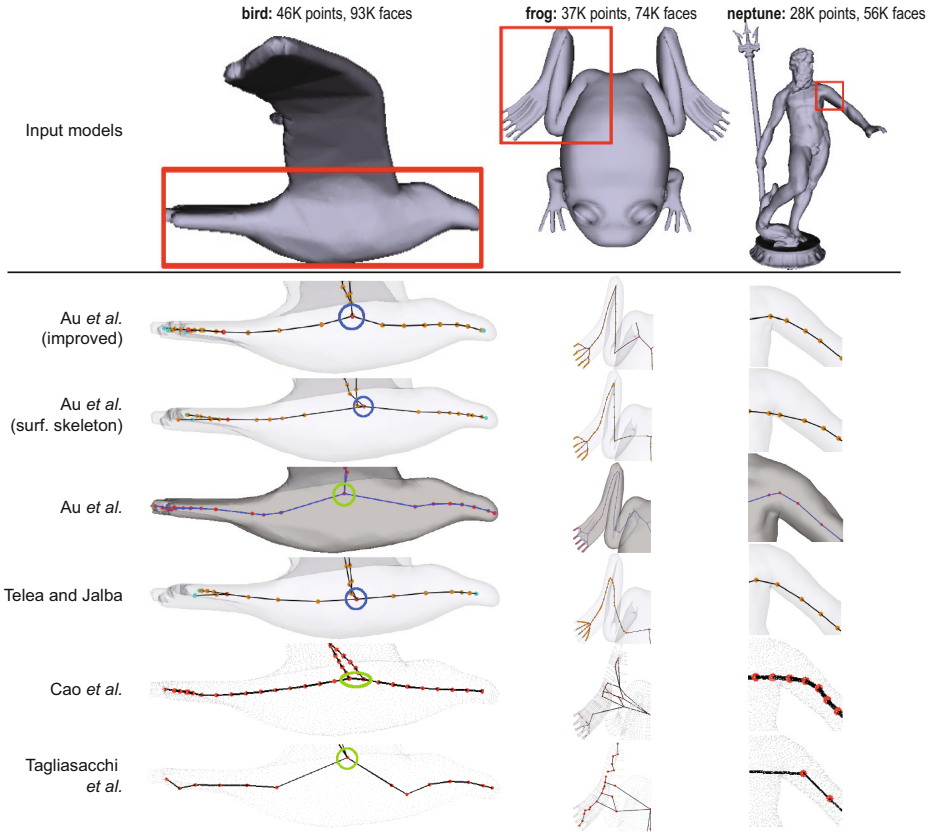 bird: 46K points, 93K faces
frog: 37K points, 74K faces
neptune: 28K points, 56K faces
Input models
Au et al.
(improved)
Au et al.
(surf. skeleton)
Au et al.
Telea and Jalba
Cao et al.
Tagliasacchi
et al.